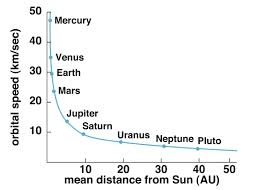 50
Mercury
40
Venus
30
Earth
Mars
20
Jupiter
Saturn
10
Uranus
Neptune
Pluto
10
20
30
40
50
orbital speed (km/sec)
mean distance from Sun (AU)